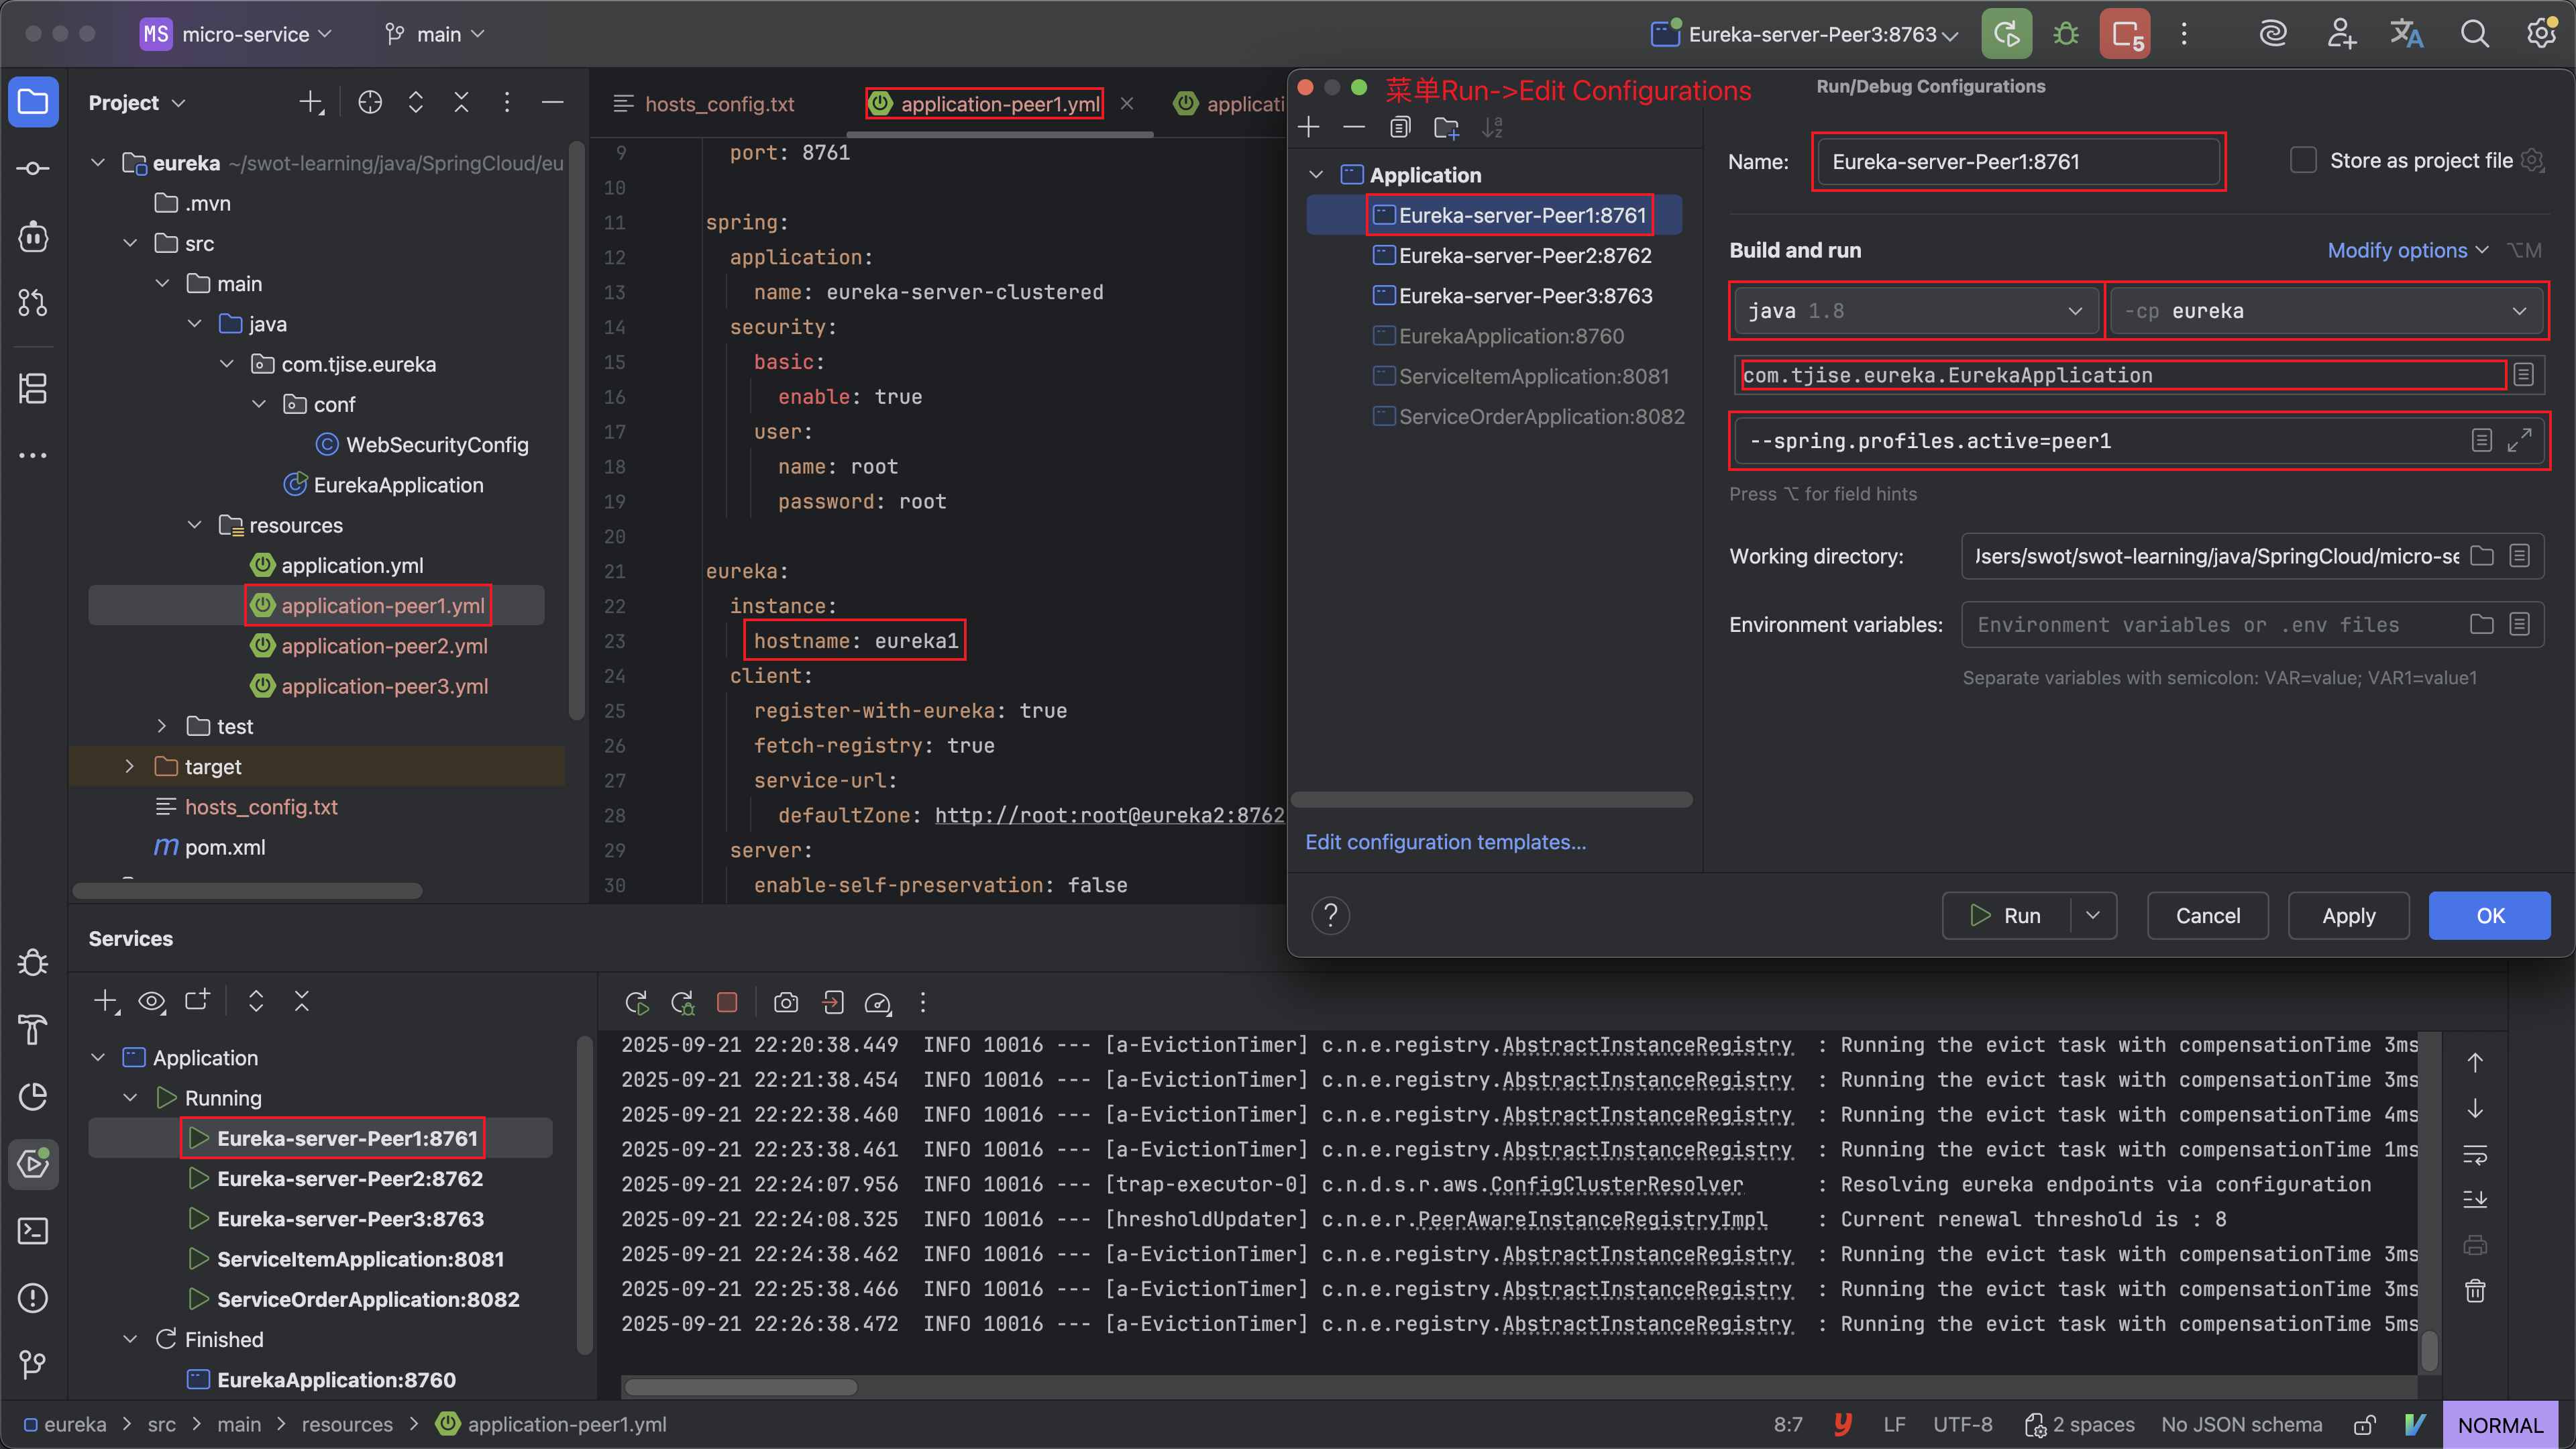 MS micro-service main Eureka-server-Peer3:8763 5
Project
eureka ~/swot-learning/java/SpringCloud/eu
.mvn
src
main
java
com.tjise.eureka
conf
WebSecurityConfig
EurekaApplication
resources
application.yml
application-peer1.yml
application-peer2.yml
application-peer3.yml
test
target
hosts_config.txt
m pom.xml
hosts_config.txt application-peer1.yml applicati
9 port: 8761
10
11 spring:
12 application:
13 name: eureka-server-clustered
14 security:
15 basic:
16 enable: true
17 user:
18 name: root
19 password: root
20
21 eureka:
22 instance:
23 hostname: eureka1
24 client:
25 register-with-eureka: true
26 fetch-registry: true
27 service-url:
28 defaultZone: http://root:root@eureka2:8762
29 server:
30 enable-self-preservation: false
菜单Run->Edit Configurations
Run/Debug Configurations
Application
Eureka-server-Peer1:8761
Eureka-server-Peer2:8762
Eureka-server-Peer3:8763
EurekaApplication:8760
ServiceItemApplication:8081
ServiceOrderApplication:8082
Edit configuration templates...
Name: Eureka-server-Peer1:8761 Store as project file
Build and run Modify options ⌥M
java 1.8 -cp eureka
com.tjise.eureka.EurekaApplication
--spring.profiles.active=peer1
Press ⌥ for field hints
Working directory: /Users/swot/swot-learning/java/SpringCloud/micro-se
Environment variables: Environment variables or .env files
Separate variables with semicolon: VAR=value; VAR1=value1
? Run Cancel Apply OK
Services
Application
Running
Eureka-server-Peer1:8761
Eureka-server-Peer2:8762
Eureka-server-Peer3:8763
ServiceItemApplication:8081
ServiceOrderApplication:8082
Finished
EurekaApplication:8760
2025-09-21 22:20:38.449 INFO 10016 --- [a-EvictionTimer] c.n.e.registry.AbstractInstanceRegistry : Running the evict task with compensationTime 3ms
2025-09-21 22:21:38.454 INFO 10016 --- [a-EvictionTimer] c.n.e.registry.AbstractInstanceRegistry : Running the evict task with compensationTime 3ms
2025-09-21 22:22:38.460 INFO 10016 --- [a-EvictionTimer] c.n.e.registry.AbstractInstanceRegistry : Running the evict task with compensationTime 4ms
2025-09-21 22:23:38.461 INFO 10016 --- [a-EvictionTimer] c.n.e.registry.AbstractInstanceRegistry : Running the evict task with compensationTime 1ms
2025-09-21 22:24:07.956 INFO 10016 --- [trap-executor-0] c.n.d.s.r.aws.ConfigClusterResolver : Resolving eureka endpoints via configuration
2025-09-21 22:24:08.325 INFO 10016 --- [hresholdUpdater] c.n.e.r.PeerAwareInstanceRegistryImpl : Current renewal threshold is : 8
2025-09-21 22:24:38.462 INFO 10016 --- [a-EvictionTimer] c.n.e.registry.AbstractInstanceRegistry : Running the evict task with compensationTime 3ms
2025-09-21 22:25:38.466 INFO 10016 --- [a-EvictionTimer] c.n.e.registry.AbstractInstanceRegistry : Running the evict task with compensationTime 3ms
2025-09-21 22:26:38.472 INFO 10016 --- [a-EvictionTimer] c.n.e.registry.AbstractInstanceRegistry : Running the evict task with compensationTime 5ms
eureka > src > main > resources > application-peer1.yml 8:7 LF UTF-8 2 spaces No JSON schema NORMAL